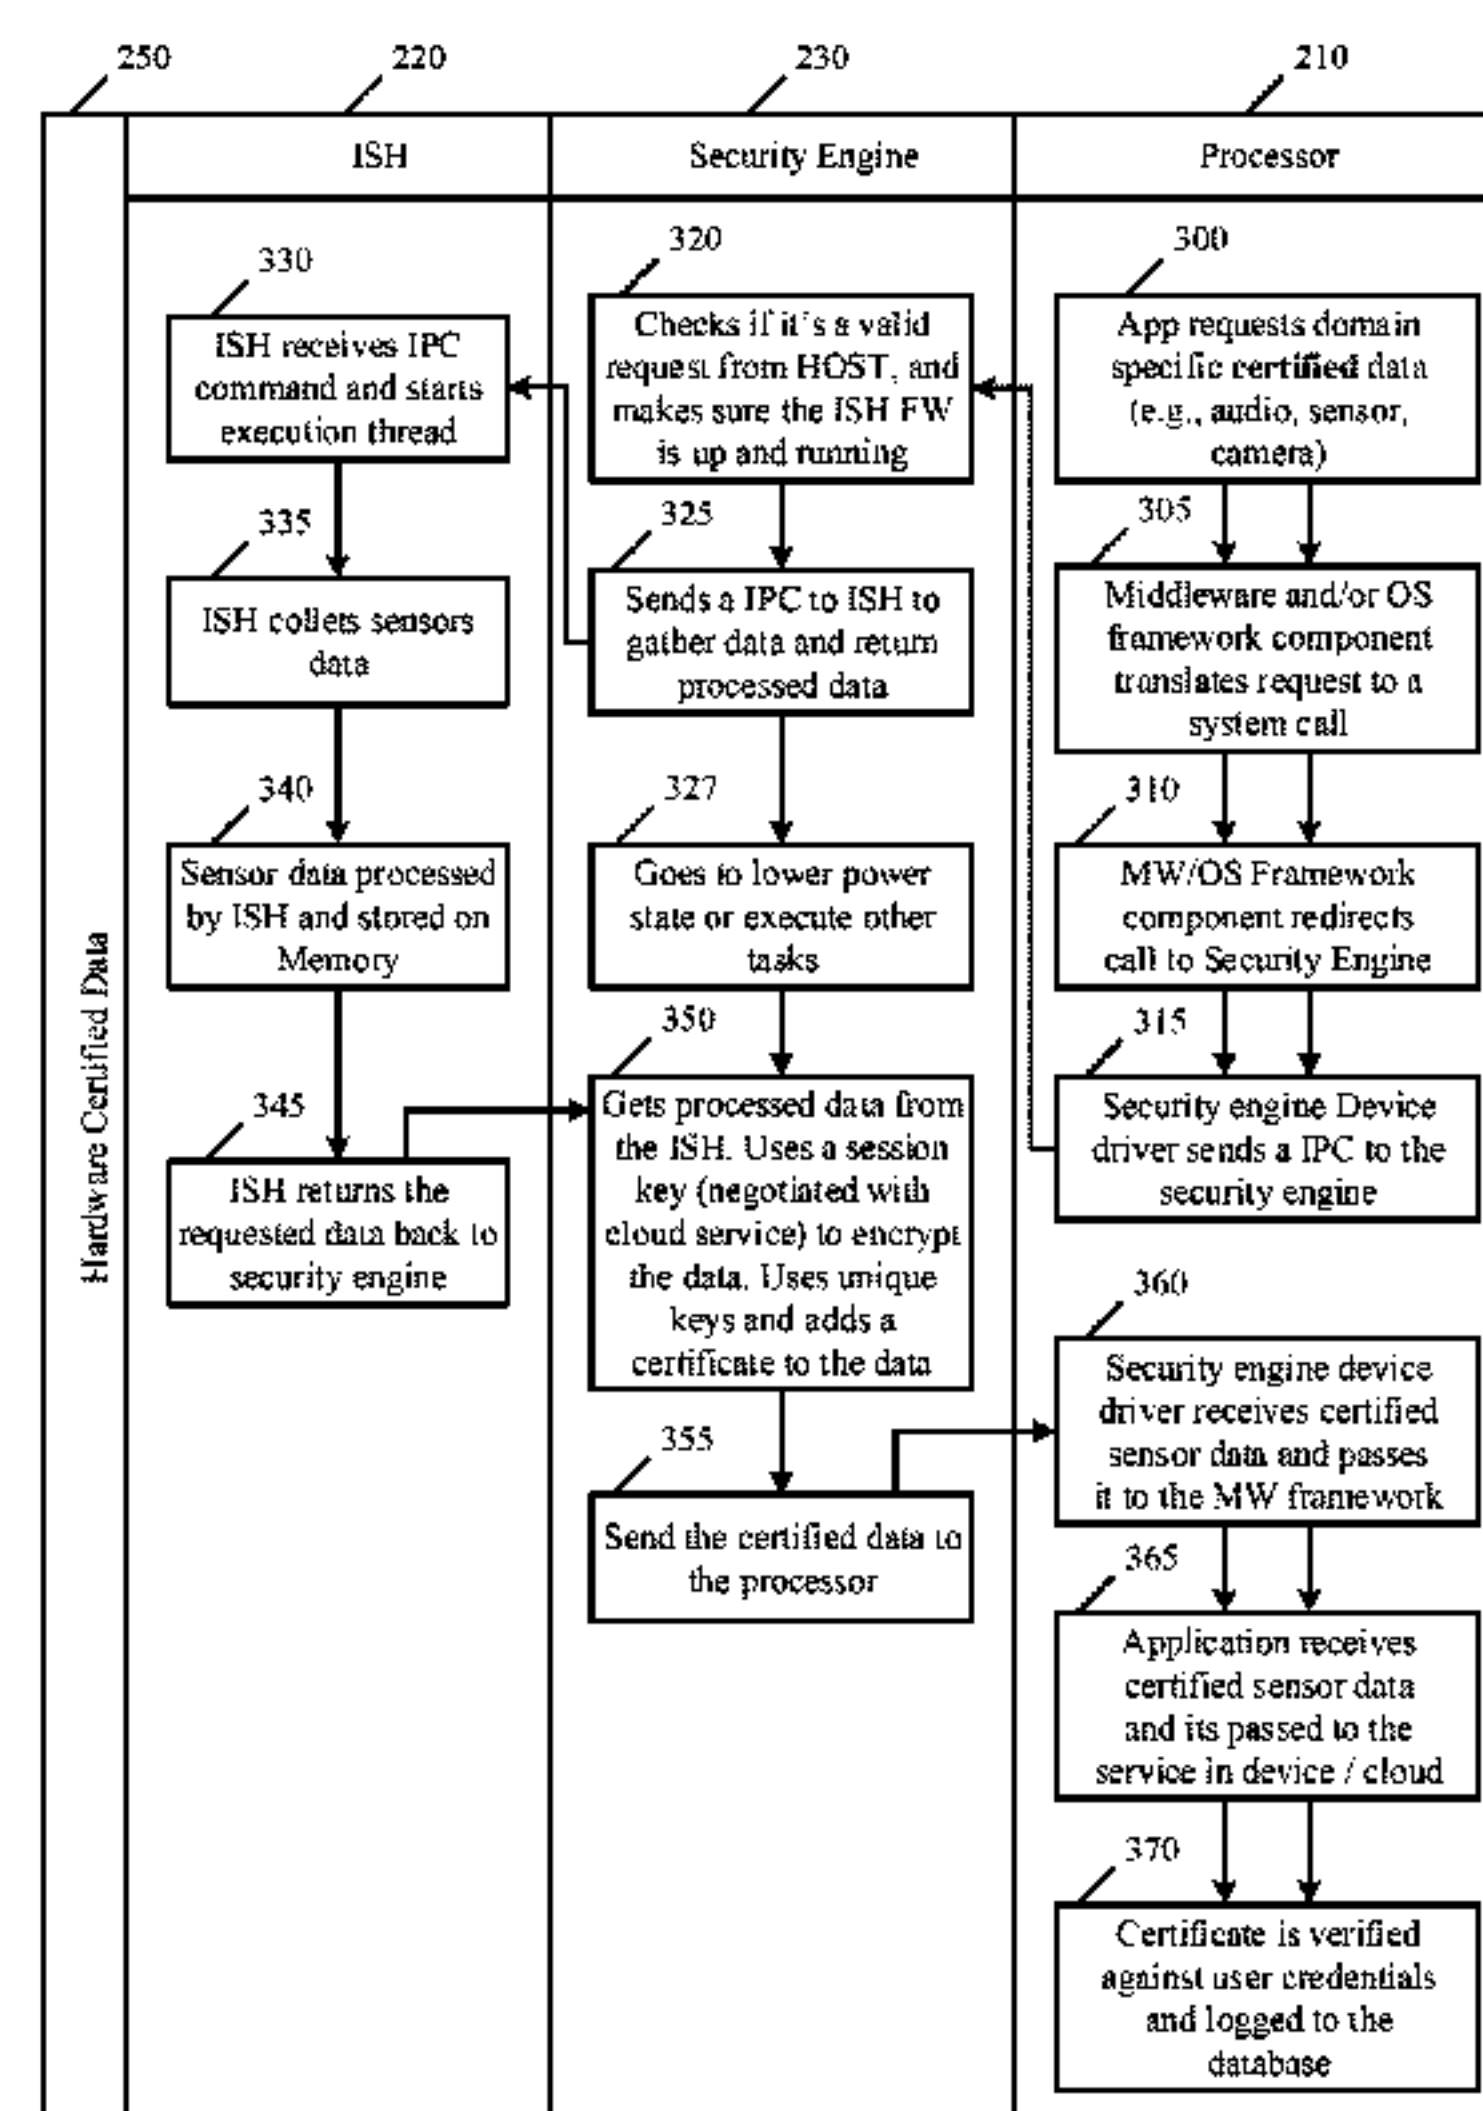 250
220
230
210
ISH
Security Engine
Processor
Hardware Certified Data
330
ISH receives IPC
command and starts
execution thread
335
ISH collets sensors
data
340
Sensor data processed
by ISH and stored on
Memory
345
ISH returns the
requested data back to
security engine
320
Checks if it's a valid
request from HOST, and
makes sure the ISH FW
is up and running
325
Sends a IPC to ISH to
gather data and return
processed data
327
Goes to lower power
state or execute other
tasks
350
Gets processed data from
the ISH. Uses a session
key (negotiated with
cloud service) to encrypt
the data. Uses unique
keys and adds a
certificate to the data
355
Send the certified data to
the processor
300
App requests domain
specific certified data
(e.g., audio, sensor,
camera)
305
Middleware and/or OS
framework component
translates request to a
system call
310
MW/OS Framework
component redirects
call to Security Engine
315
Security engine Device
driver sends a IPC to the
security engine
360
Security engine device
driver receives certified
sensor data and passes
it to the MW framework
365
Application receives
certified sensor data
and its passed to the
service in device / cloud
370
Certificate is verified
against user credentials
and logged to the
database